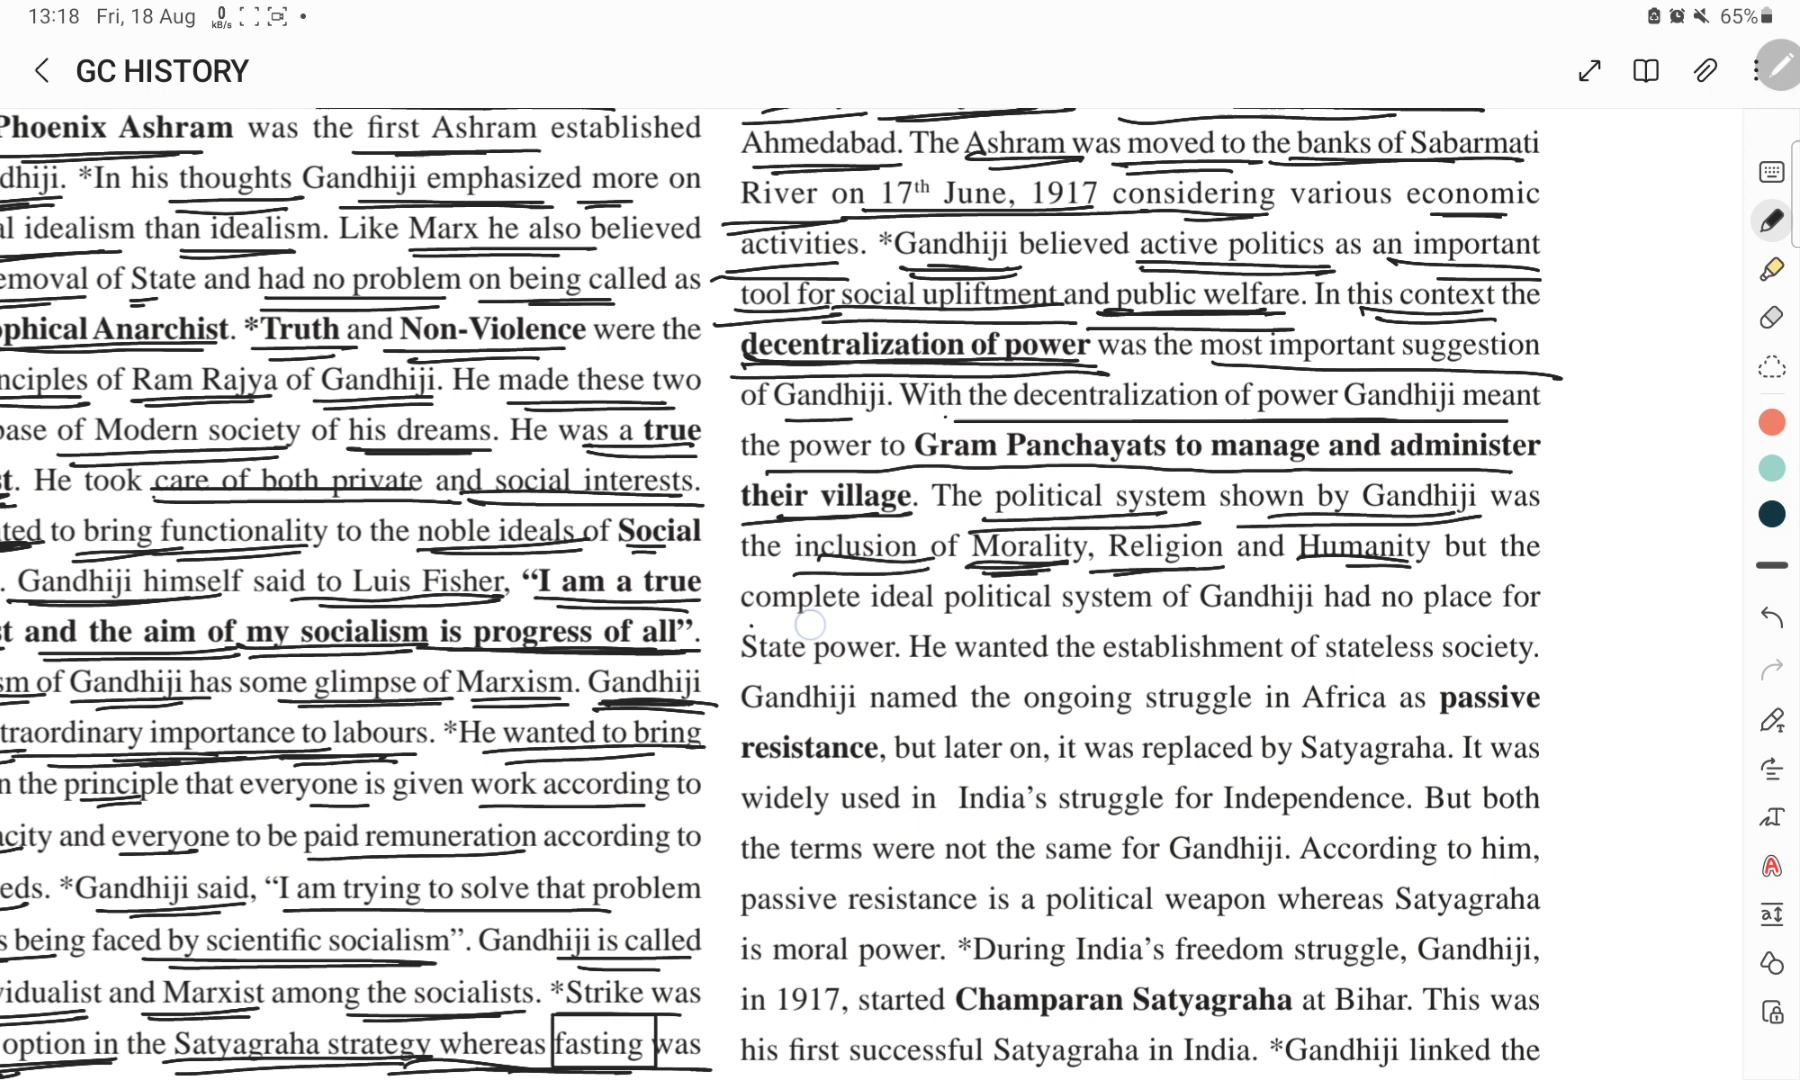 13:18 Fri, 18 Aug 0 kB/s 65%
GC HISTORY
Phoenix Ashram was the first Ashram established
dhiji. *In his thoughts Gandhiji emphasized more on
al idealism than idealism. Like Marx he also believed
emoval of State and had no problem on being called as
ophical Anarchist. *Truth and Non-Violence were the
nciples of Ram Rajya of Gandhiji. He made these two
base of Modern society of his dreams. He was a true
t. He took care of both private and social interests.
ted to bring functionality to the noble ideals of Social
. Gandhiji himself said to Luis Fisher, “I am a true
t and the aim of my socialism is progress of all”.
sm of Gandhiji has some glimpse of Marxism. Gandhiji
traordinary importance to labours. *He wanted to bring
n the principle that everyone is given work according to
acity and everyone to be paid remuneration according to
eds. *Gandhiji said, “I am trying to solve that problem
s being faced by scientific socialism”. Gandhiji is called
vidualist and Marxist among the socialists. *Strike was
option in the Satyagraha strategy whereas fasting was
Ahmedabad. The Ashram was moved to the banks of Sabarmati
River on 17th June, 1917 considering various economic
activities. *Gandhiji believed active politics as an important
tool for social upliftment and public welfare. In this context the
decentralization of power was the most important suggestion
of Gandhiji. With the decentralization of power Gandhiji meant
the power to Gram Panchayats to manage and administer
their village. The political system shown by Gandhiji was
the inclusion of Morality, Religion and Humanity but the
complete ideal political system of Gandhiji had no place for
State power. He wanted the establishment of stateless society.
Gandhiji named the ongoing struggle in Africa as passive
resistance, but later on, it was replaced by Satyagraha. It was
widely used in India’s struggle for Independence. But both
the terms were not the same for Gandhiji. According to him,
passive resistance is a political weapon whereas Satyagraha
is moral power. *During India’s freedom struggle, Gandhiji,
in 1917, started Champaran Satyagraha at Bihar. This was
his first successful Satyagraha in India. *Gandhiji linked the